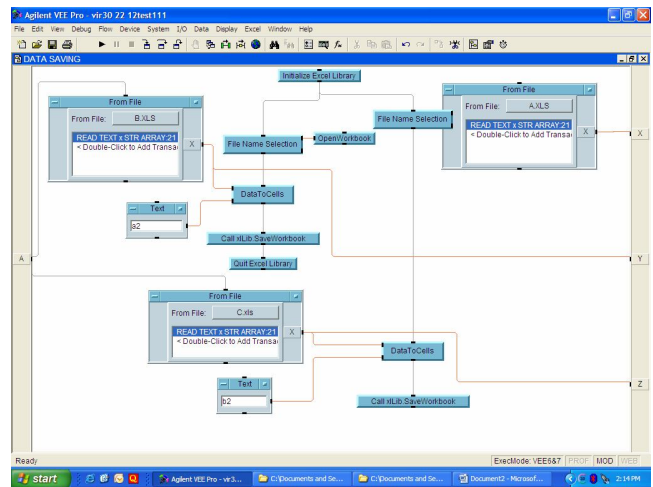 Agilent VEE Pro - vir30 22 12test111
File Edit View Debug Flow Device System I/O Data Display Excel Window Help
DATA SAVING
Initialize Excel Library
From File
From File: B.XLS
READ TEXT x STR ARRAY:21
< Double-Click to Add Transa
X
File Name Selection
OpenWorkbook
File Name Selection
From File
From File: A.XLS
READ TEXT x STR ARRAY:21
< Double-Click to Add Transa
X
X
DataToCells
Text
a2
Call xlLib.SaveWorkbook
Quit Excel Library
A
Y
From File
From File: C.xls
READ TEXT x STR ARRAY:21
< Double-Click to Add Transa
X
DataToCells
Text
b2
Call xlLib.SaveWorkbook
Z
Ready
ExecMode: VEE6&7 PROF MOD WEB
start
Agilent VEE Pro - vir3...
C:\Documents and Se...
C:\Documents and Se...
Document2 - Microsof...
2:14 PM